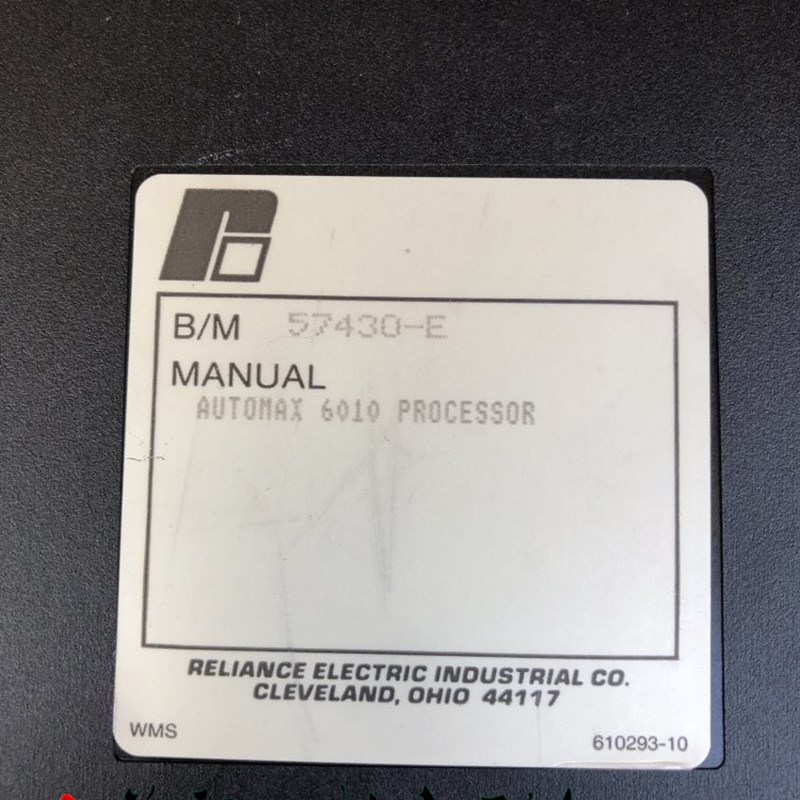 B/M 57430-E
MANUAL
AUTOMAX 6010 PROCESSOR
RELIANCE ELECTRIC INDUSTRIAL CO.
CLEVELAND, OHIO 44117
WMS
610293-10